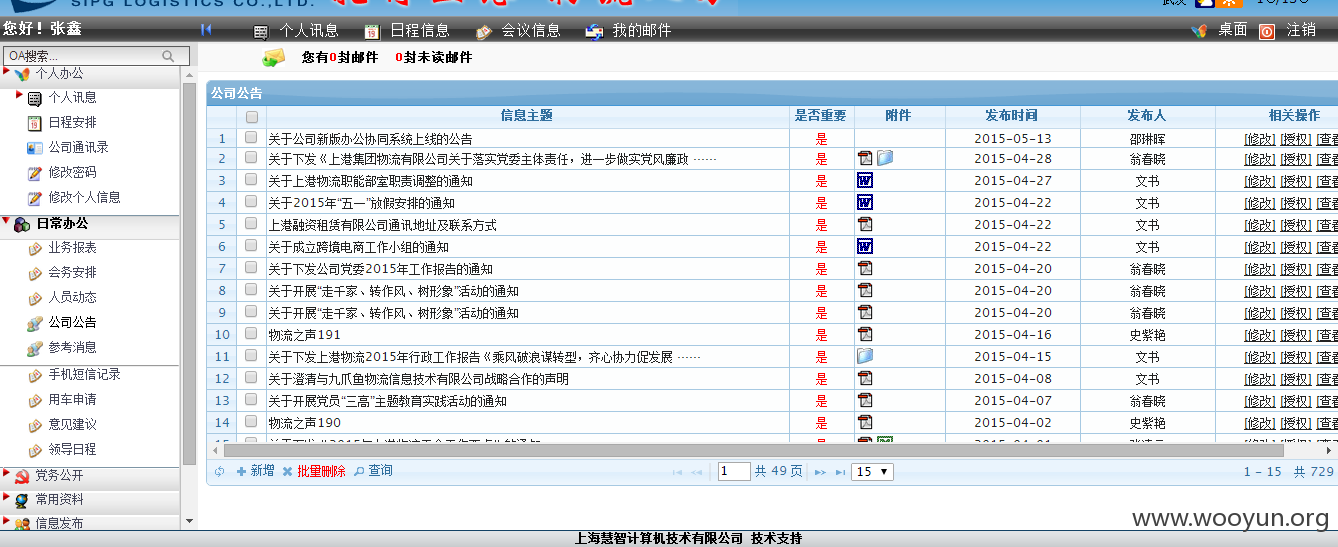 SIPG LOGISTICS CO.,LTD.
您好！张鑫
个人讯息 日程信息 会议信息 我的邮件 桌面 注销
OA搜索...
您有0封邮件 0封未读邮件
个人办公
个人讯息
日程安排
公司通讯录
修改密码
修改个人信息
日常办公
业务报表
会务安排
人员动态
公司公告
参考消息
手机短信记录
用车申请
意见建议
领导日程
党务公开
常用资料
信息发布
公司公告
信息主题 是否重要 附件 发布时间 发布人 相关操作
1 关于公司新版办公协同系统上线的公告 是 2015-05-13 邵琳晖 [修改] [授权] [查看
2 关于下发《上港集团物流有限公司关于落实党委主体责任，进一步做实党风廉政 …… 是 2015-04-28 翁春晓 [修改] [授权] [查看
3 关于上港物流职能部室职责调整的通知 是 2015-04-27 文书 [修改] [授权] [查看
4 关于2015年“五一”放假安排的通知 是 2015-04-22 文书 [修改] [授权] [查看
5 上港融资租赁有限公司通讯地址及联系方式 是 2015-04-22 文书 [修改] [授权] [查看
6 关于成立跨境电商工作小组的通知 是 2015-04-22 文书 [修改] [授权] [查看
7 关于下发公司党委2015年工作报告的通知 是 2015-04-20 翁春晓 [修改] [授权] [查看
8 关于开展“走千家、转作风、树形象”活动的通知 是 2015-04-20 翁春晓 [修改] [授权] [查看
9 关于开展“走千家、转作风、树形象”活动的通知 是 2015-04-20 翁春晓 [修改] [授权] [查看
10 物流之声191 是 2015-04-16 史紫艳 [修改] [授权] [查看
11 关于下发上港物流2015年行政工作报告《乘风破浪谋转型，齐心协力促发展 …… 是 2015-04-15 文书 [修改] [授权] [查看
12 关于澄清与九爪鱼物流信息技术有限公司战略合作的声明 是 2015-04-08 文书 [修改] [授权] [查看
13 关于开展党员“三高”主题教育实践活动的通知 是 2015-04-07 翁春晓 [修改] [授权] [查看
14 物流之声190 是 2015-04-02 史紫艳 [修改] [授权] [查看
新增 批量删除 查询 1 共 49 页 15 1 - 15 共 729
www.wooyun.org
上海慧智计算机技术有限公司 技术支持